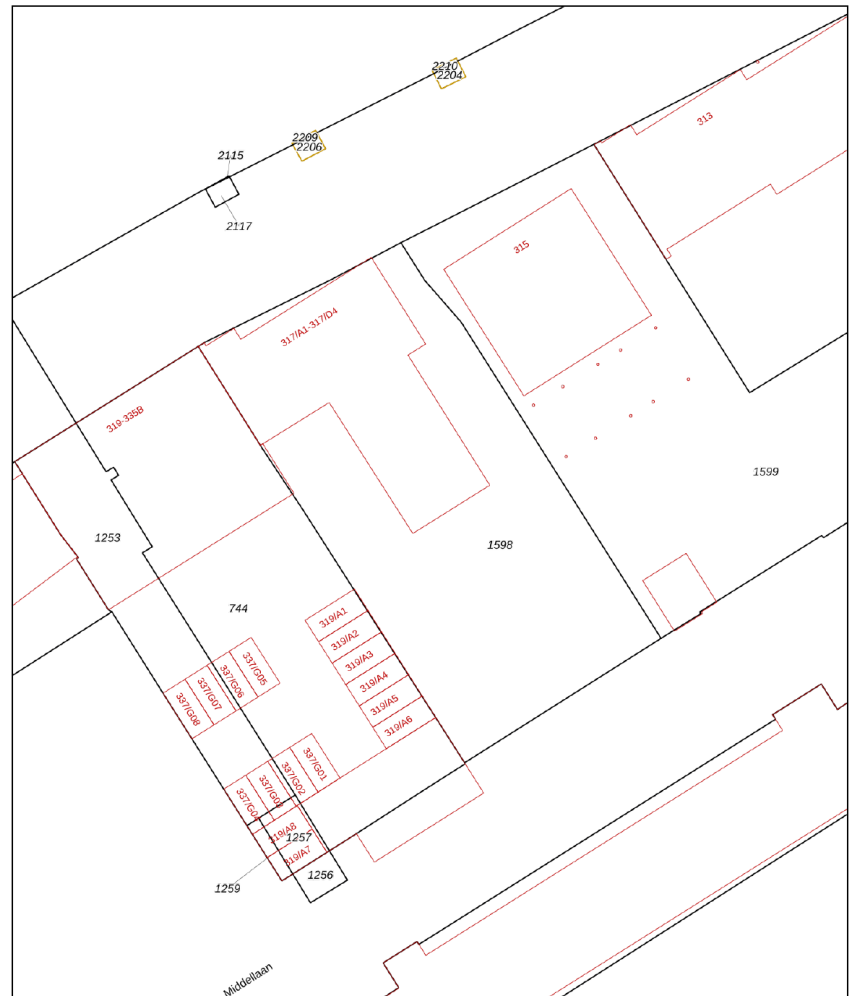 2210
2204
313
2209
2206
2115
2117
315
317/A1-317/D4
319-335B
1599
1253
1598
744
319/A1
319/A2
319/A3
319/A4
319/A5
319/A6
337/G05
337/G06
337/G07
337/G08
337/G01
337/G02
337/G03
337/G04
319/A8
1257
319/A7
1256
1259
Middellaan